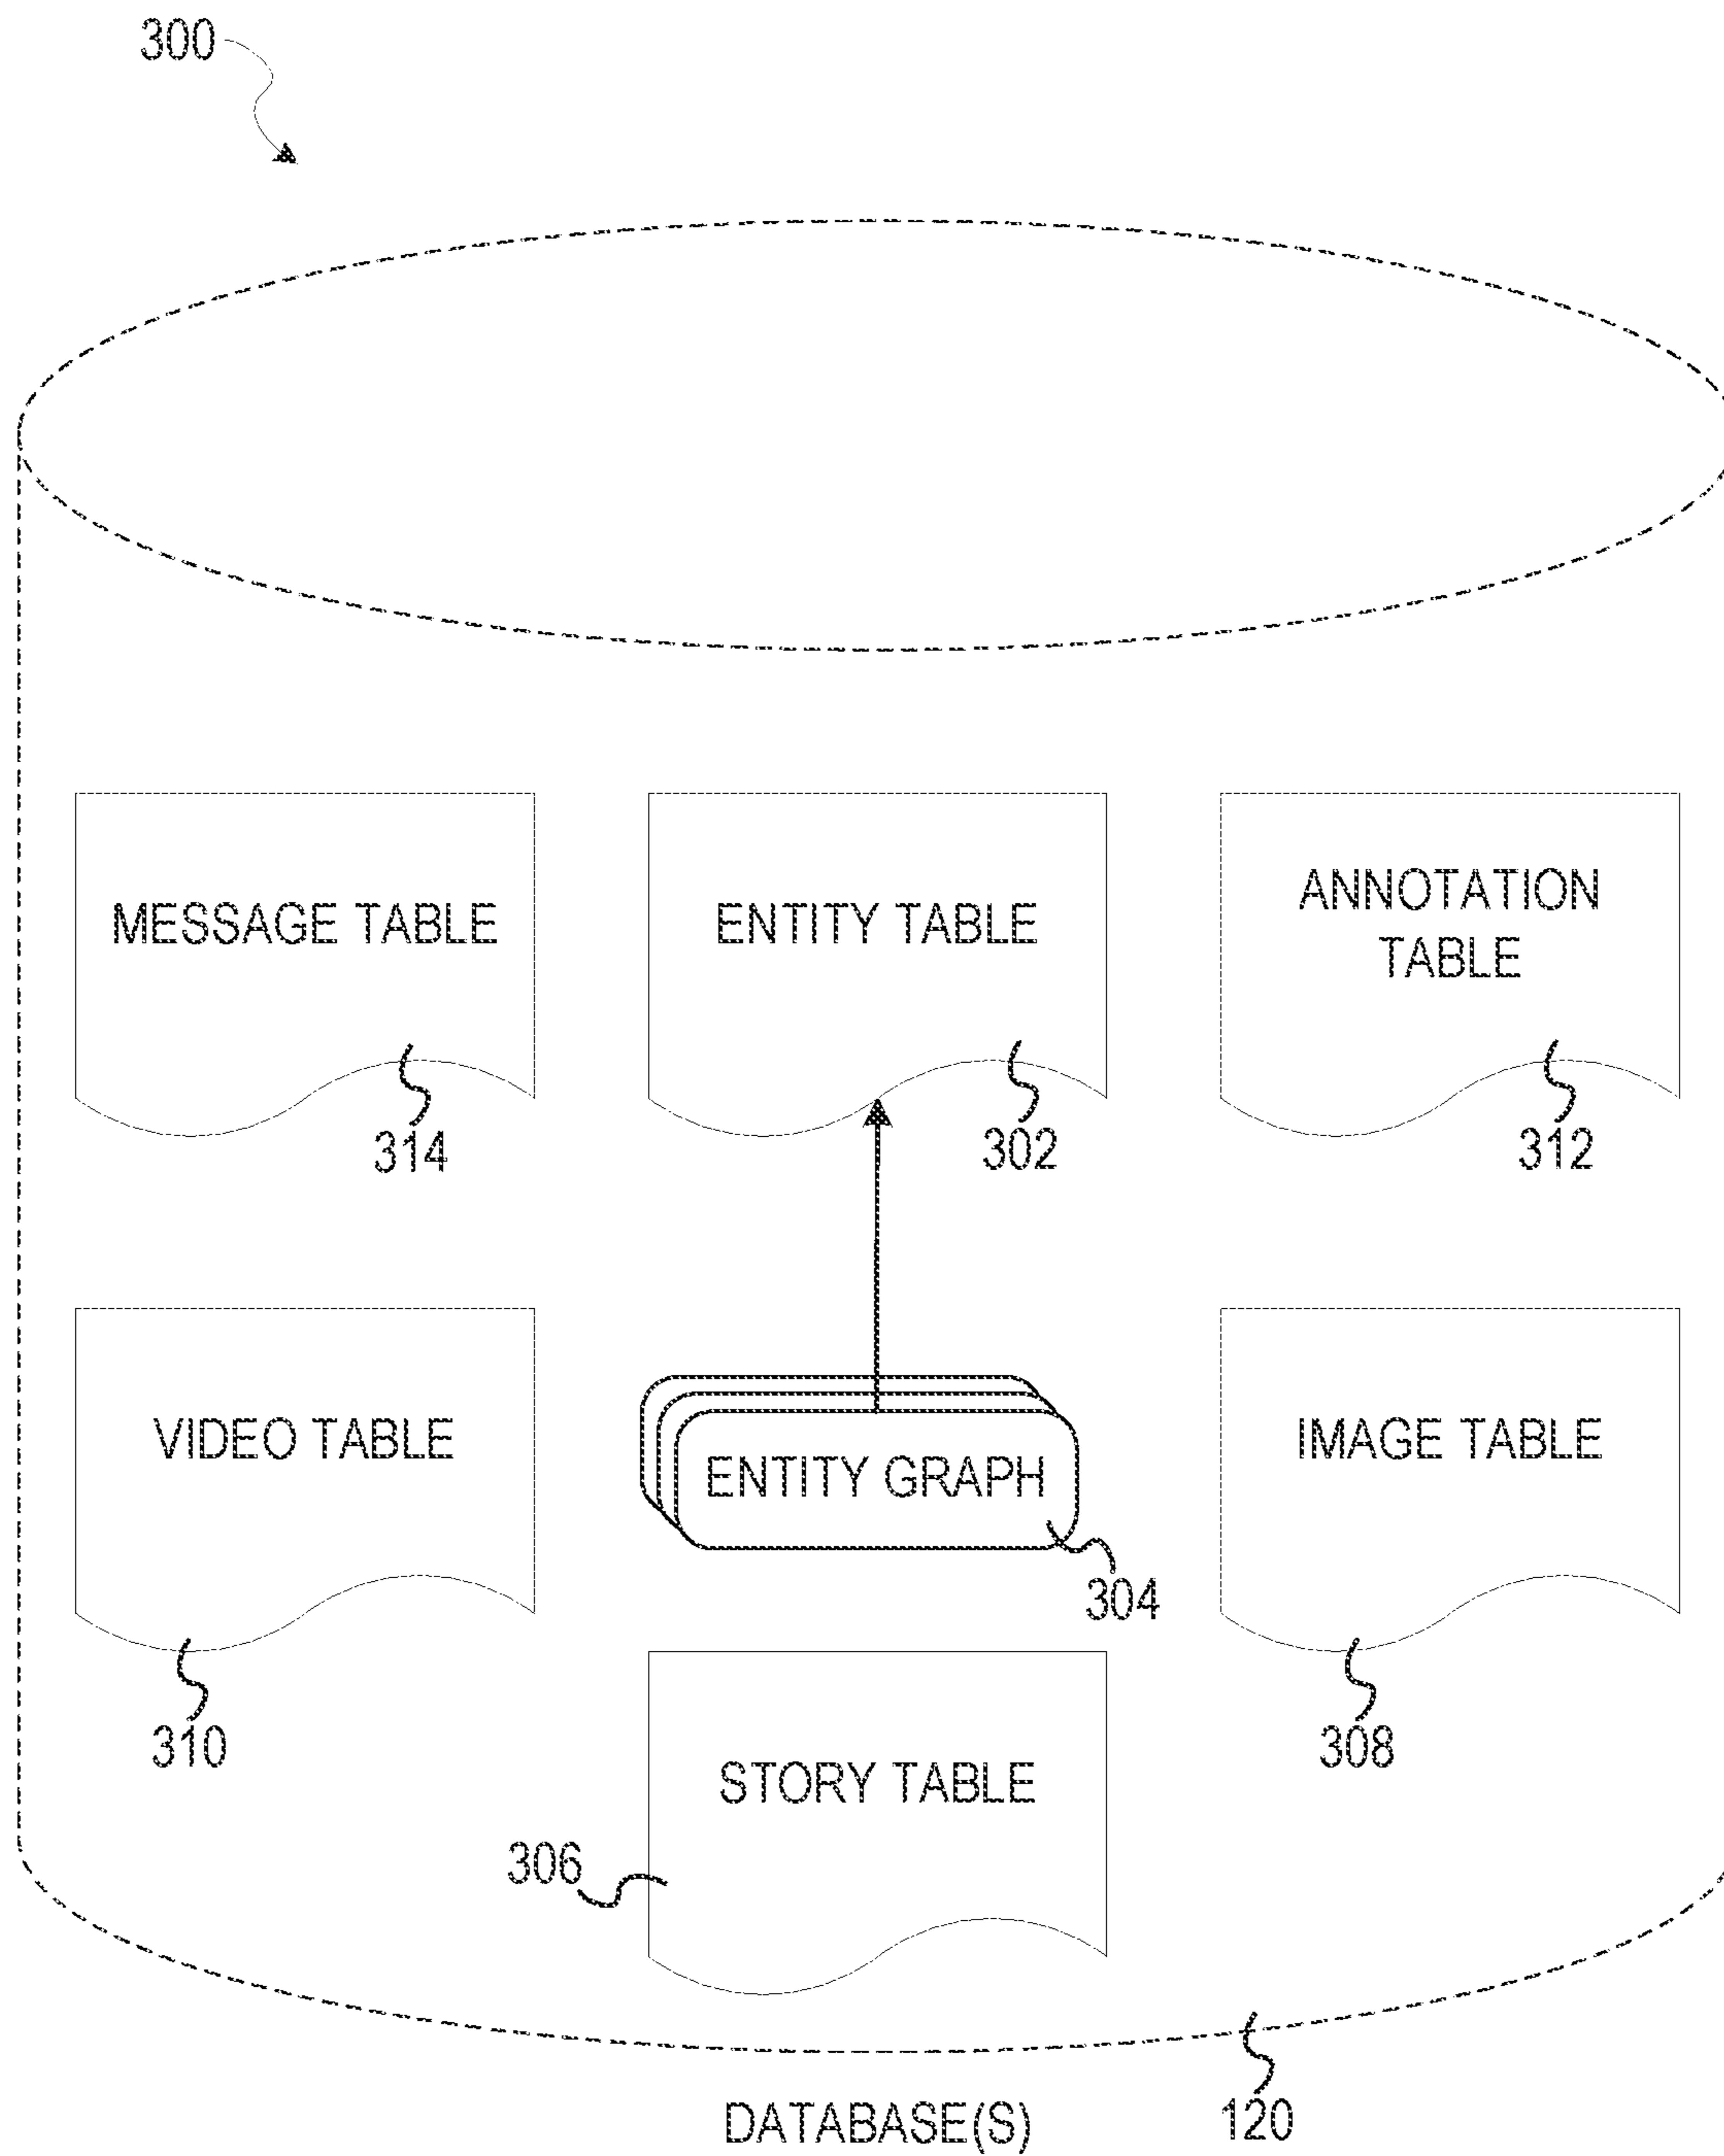 300
MESSAGE TABLE
ENTITY TABLE
ANNOTATION
TABLE
314
302
312
VIDEO TABLE
ENTITY GRAPH
IMAGE TABLE
304
310
308
STORY TABLE
306
DATABASE(S)
120